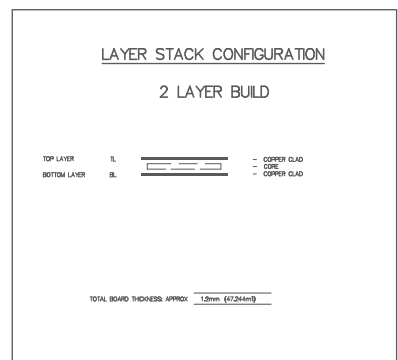 LAYER STACK CONFIGURATION
2 LAYER BUILD
TOP LAYER TL - COPPER CLAD
- CORE
BOTTOM LAYER BL - COPPER CLAD
TOTAL BOARD THICKNESS: APPROX 1.2mm (47.244ml)